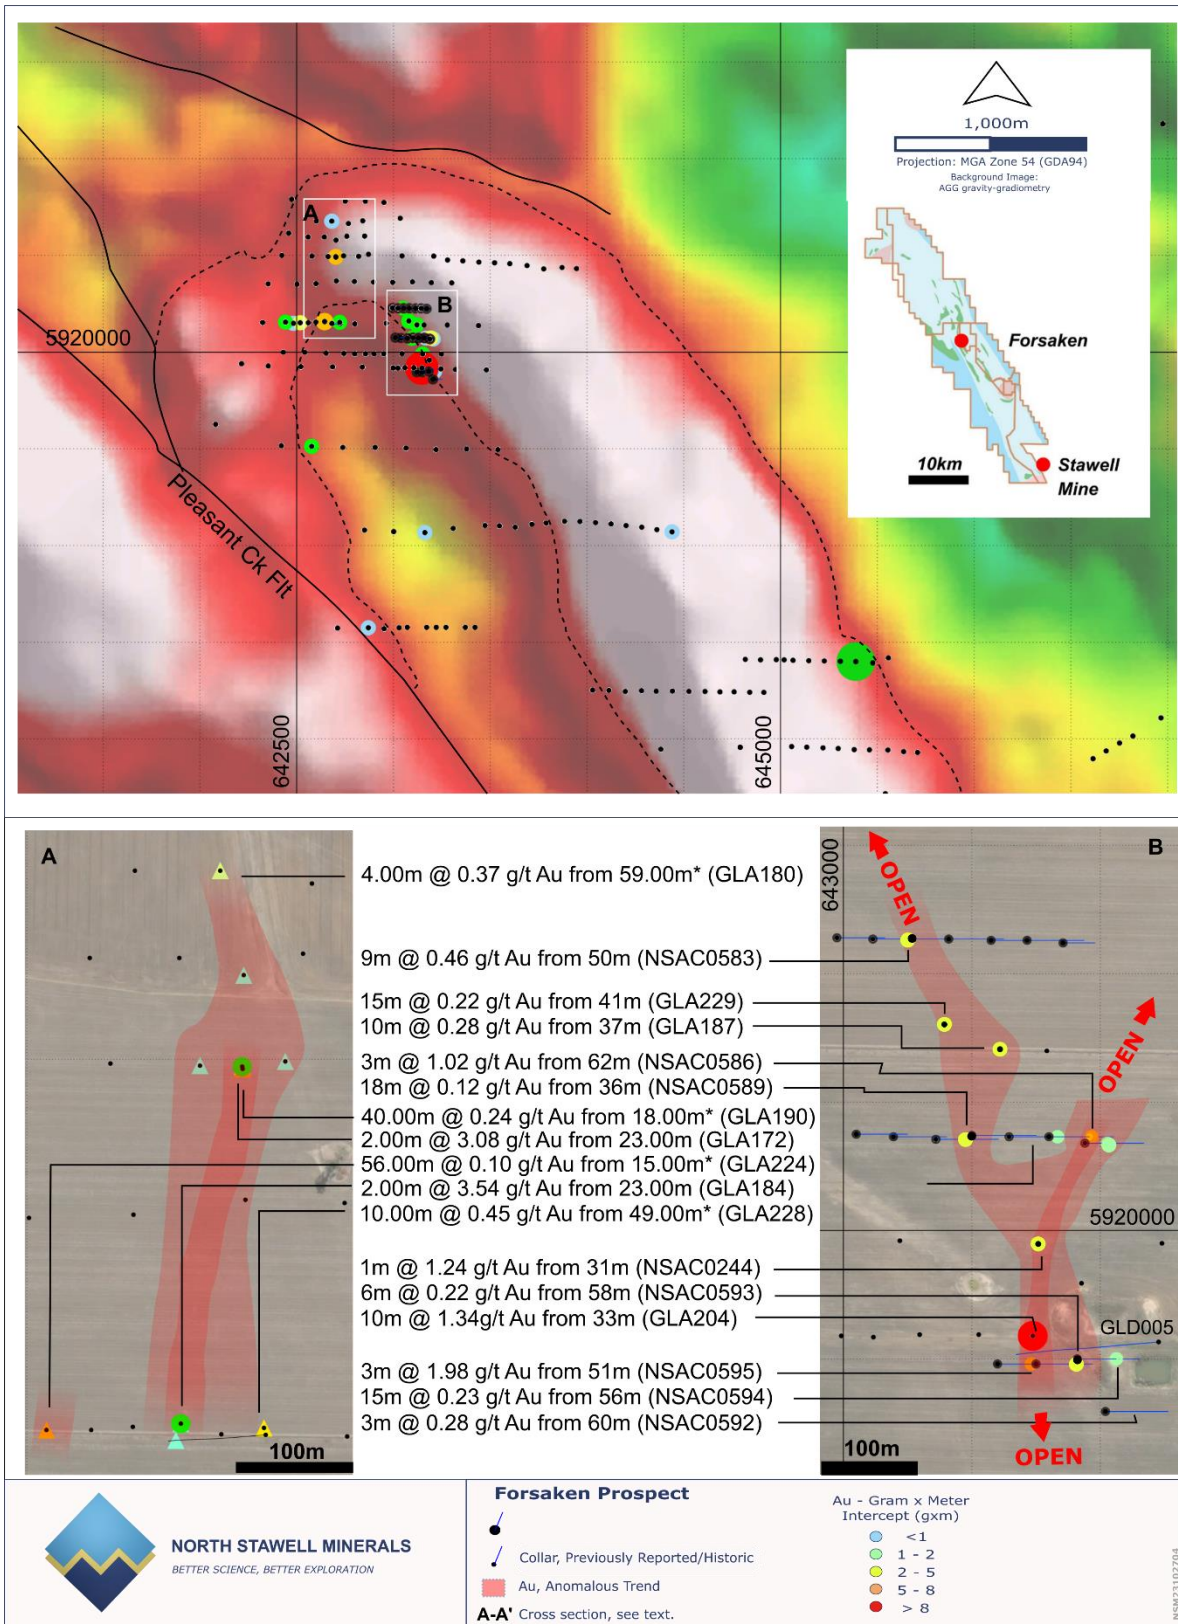 A
B
5920000
642500
645000
Pleasant Ck Flt
1,000m
Projection: MGA Zone 54 (GDA94)
Background Image:
AGG gravity-gradiometry
Forsaken
10km
Stawell
Mine
A
4.00m @ 0.37 g/t Au from 59.00m* (GLA180)
9m @ 0.46 g/t Au from 50m (NSAC0583)
15m @ 0.22 g/t Au from 41m (GLA229)
10m @ 0.28 g/t Au from 37m (GLA187)
3m @ 1.02 g/t Au from 62m (NSAC0586)
18m @ 0.12 g/t Au from 36m (NSAC0589)
40.00m @ 0.24 g/t Au from 18.00m* (GLA190)
2.00m @ 3.08 g/t Au from 23.00m (GLA172)
56.00m @ 0.10 g/t Au from 15.00m* (GLA224)
2.00m @ 3.54 g/t Au from 23.00m (GLA184)
10.00m @ 0.45 g/t Au from 49.00m* (GLA228)
1m @ 1.24 g/t Au from 31m (NSAC0244)
6m @ 0.22 g/t Au from 58m (NSAC0593)
10m @ 1.34g/t Au from 33m (GLA204)
3m @ 1.98 g/t Au from 51m (NSAC0595)
15m @ 0.23 g/t Au from 56m (NSAC0594)
3m @ 0.28 g/t Au from 60m (NSAC0592)
100m
B
643000
OPEN
OPEN
5920000
GLD005
100m
OPEN
NORTH STAWELL MINERALS
BETTER SCIENCE, BETTER EXPLORATION
Forsaken Prospect
Collar, Previously Reported/Historic
Au, Anomalous Trend
A-A' Cross section, see text.
Au - Gram x Meter
Intercept (gxm)
<1
1 - 2
2 - 5
5 - 8
> 8
NSM23102704